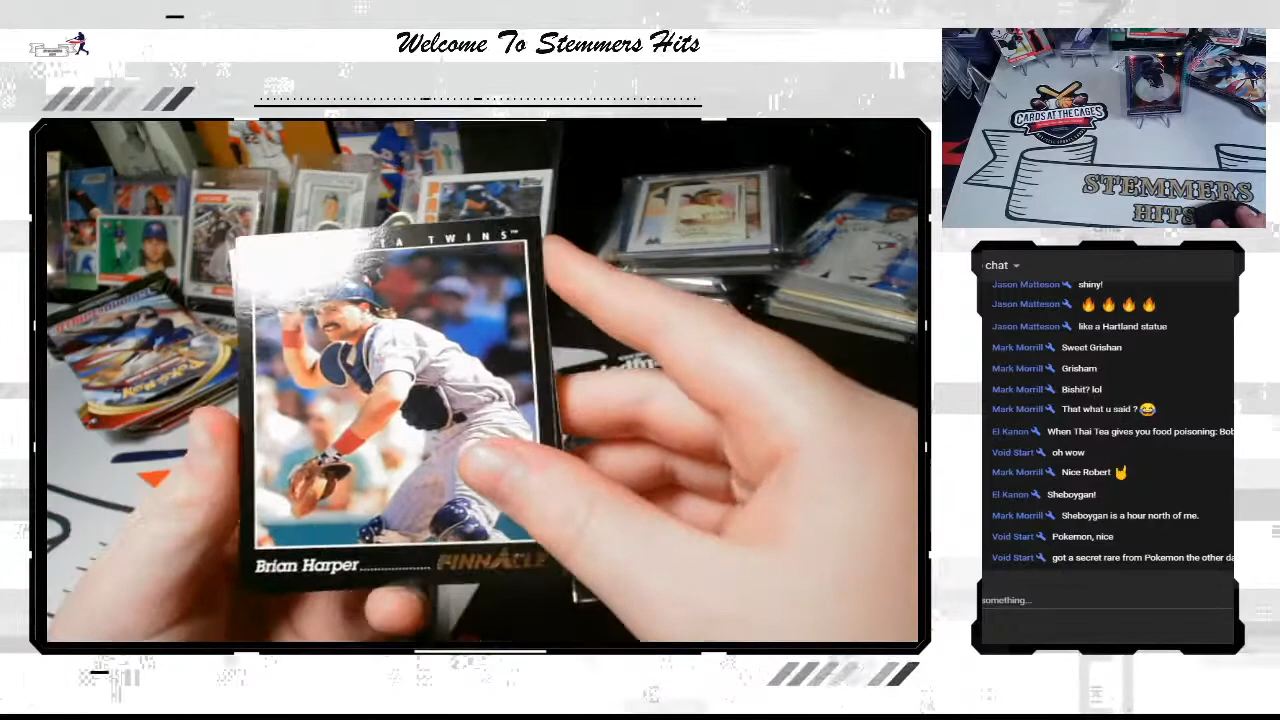 Welcome To Stemmers Hits
CARDS AT THE CAGES
STEMMERS
HITS
TA TWINS™
Brian Harper
PINNACLE
chat
Jason Matteson shiny!
Jason Matteson 🔥 🔥 🔥 🔥
Jason Matteson like a Hartland statue
Mark Morrill Sweet Grishan
Mark Morrill Grisham
Mark Morrill Bishit? lol
Mark Morrill That what u said ? 😂
El Kanon When Thai Tea gives you food poisoning: Bob
Void Start oh wow
Mark Morrill Nice Robert 🤘
El Kanon Sheboygan!
Mark Morrill Sheboygan is a hour north of me.
Void Start Pokemon, nice
Void Start got a secret rare from Pokemon the other da
something...